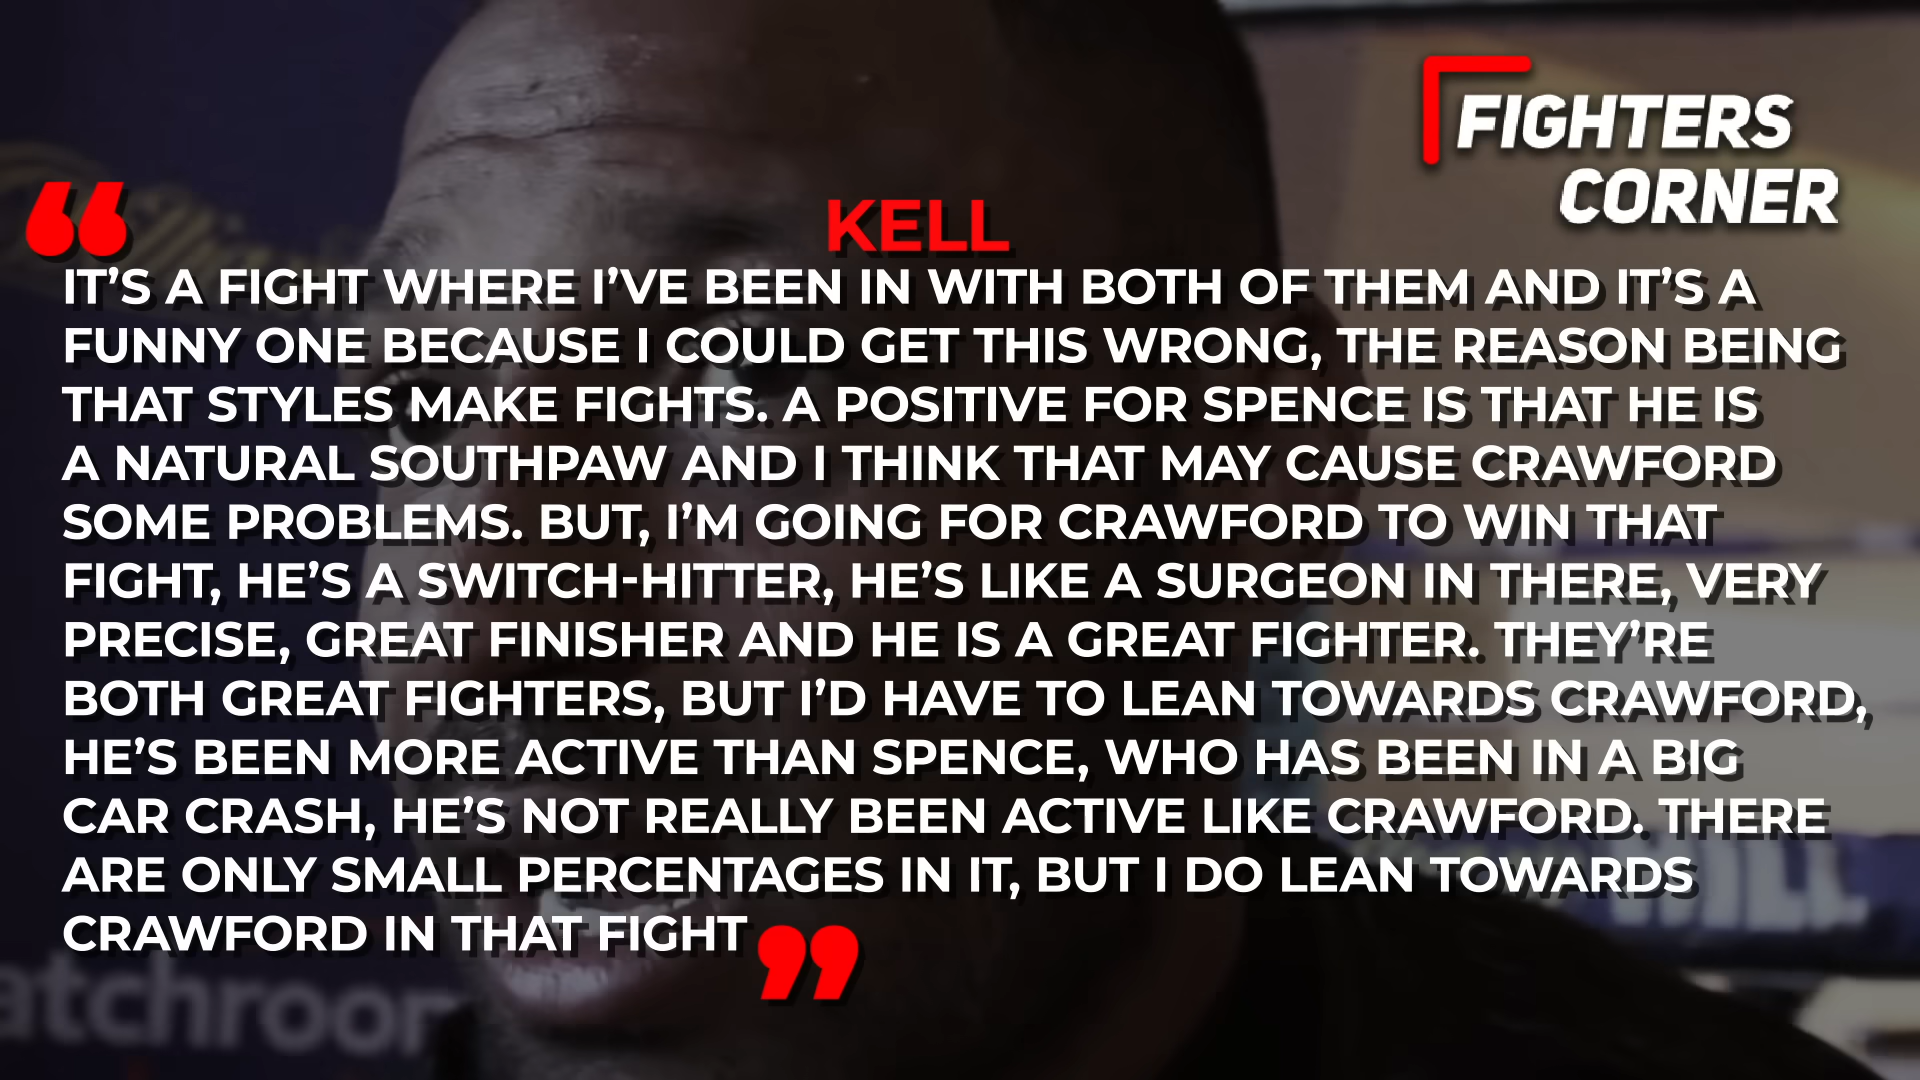 FIGHTERS
CORNER
“
KELL
IT’S A FIGHT WHERE I’VE BEEN IN WITH BOTH OF THEM AND IT’S A
FUNNY ONE BECAUSE I COULD GET THIS WRONG, THE REASON BEING
THAT STYLES MAKE FIGHTS. A POSITIVE FOR SPENCE IS THAT HE IS
A NATURAL SOUTHPAW AND I THINK THAT MAY CAUSE CRAWFORD
SOME PROBLEMS. BUT, I’M GOING FOR CRAWFORD TO WIN THAT
FIGHT, HE’S A SWITCH-HITTER, HE’S LIKE A SURGEON IN THERE, VERY
PRECISE, GREAT FINISHER AND HE IS A GREAT FIGHTER. THEY’RE
BOTH GREAT FIGHTERS, BUT I’D HAVE TO LEAN TOWARDS CRAWFORD,
HE’S BEEN MORE ACTIVE THAN SPENCE, WHO HAS BEEN IN A BIG
CAR CRASH, HE’S NOT REALLY BEEN ACTIVE LIKE CRAWFORD. THERE
ARE ONLY SMALL PERCENTAGES IN IT, BUT I DO LEAN TOWARDS
CRAWFORD IN THAT FIGHT ”
atchroom